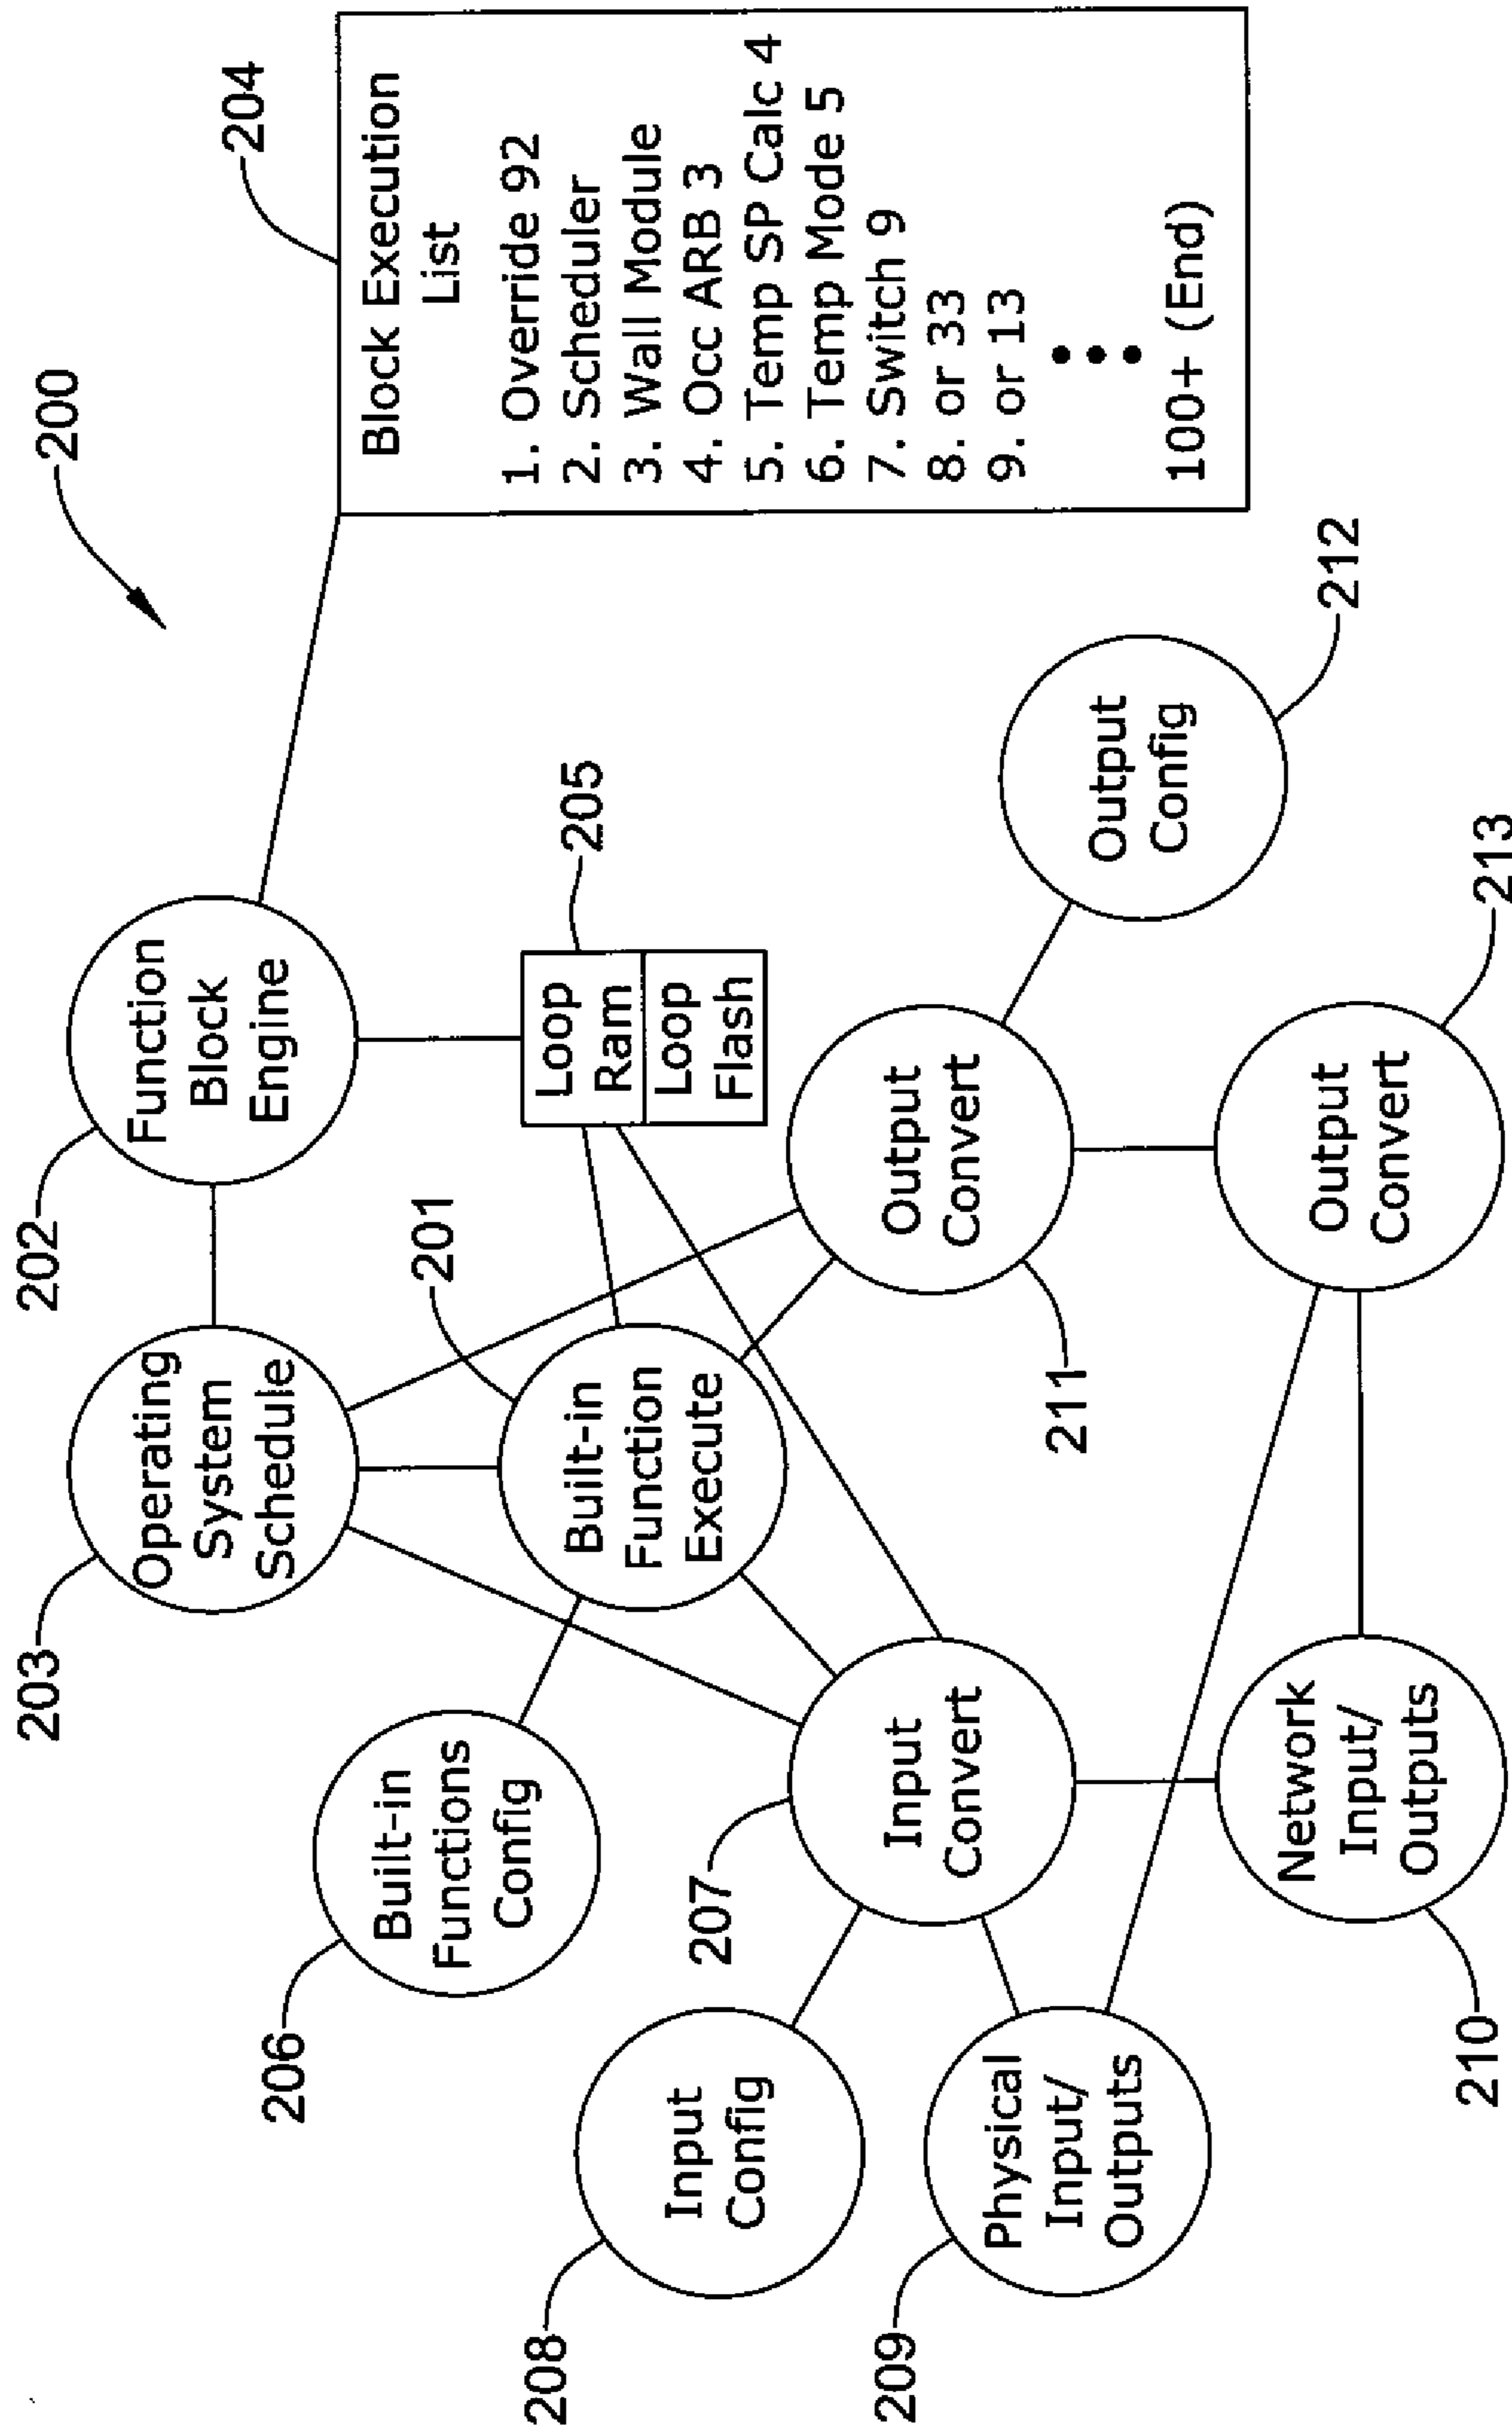 200
202
Function
Block
Engine
203
Operating
System
Schedule
204
Block Execution
List
1. Override 92
2. Scheduler
3. Wall Module
4. Occ ARB 3
5. Temp SP Calc 4
6. Temp Mode 5
7. Switch 9
8. or 33
9. or 13
100+ (End)
205
Loop
Ram
Loop
Flash
201
Built-in
Function
Execute
206
Built-in
Functions
Config
207
Input
Convert
208
Input
Config
209
Physical
Input/
Outputs
210
Network
Input/
Outputs
211
Output
Convert
212
Output
Config
213
Output
Convert